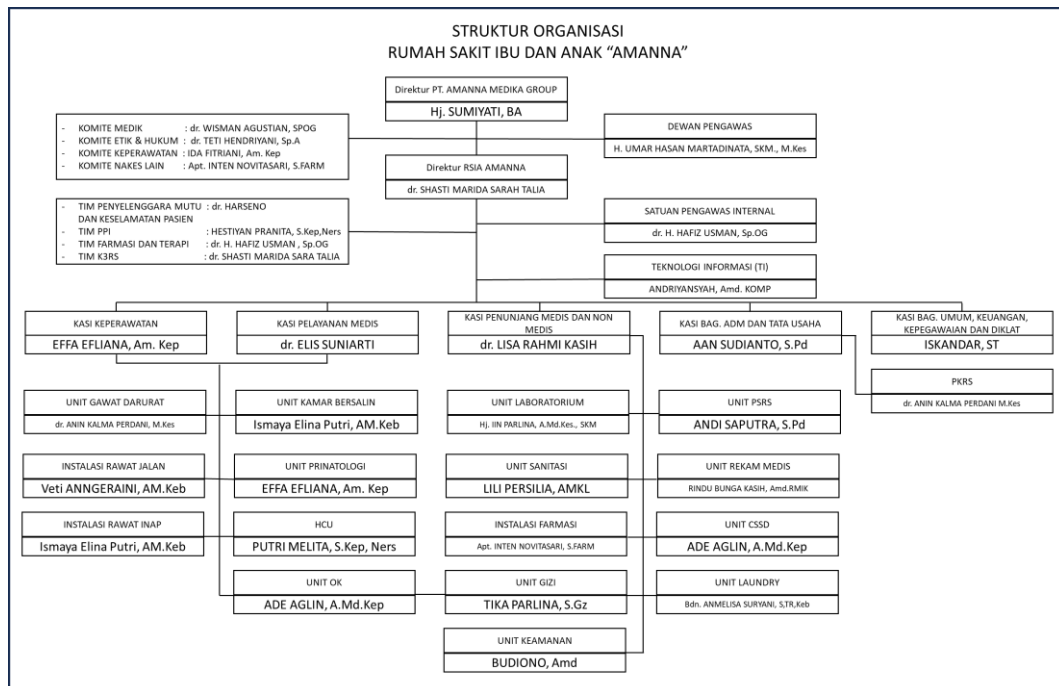 STRUKTUR ORGANISASI
RUMAH SAKIT IBU DAN ANAK “AMANNA”
Direktur PT. AMANNA MEDIKA GROUP
Hj. SUMIYATI, BA
- KOMITE MEDIK : dr. WISMAN AGUSTIAN, SPOG
- KOMITE ETIK & HUKUM : dr. TETI HENDRIYANI, Sp.A
- KOMITE KEPERAWATAN : IDA FITRIANI, Am. Kep
- KOMITE NAKES LAIN : Apt. INTEN NOVITASARI, S.FARM
DEWAN PENGAWAS
H. UMAR HASAN MARTADINATA, SKM., M.Kes
Direktur RSIA AMANNA
dr. SHASTI MARIDA SARAH TALIA
- TIM PENYELENGGARA MUTU : dr. HARSENO
DAN KESELAMATAN PASIEN
- TIM PPI : HESTIYAN PRANITA, S.Kep,Ners
- TIM FARMASI DAN TERAPI : dr. H. HAFIZ USMAN , Sp.OG
- TIM K3RS : dr. SHASTI MARIDA SARA TALIA
SATUAN PENGAWAS INTERNAL
dr. H. HAFIZ USMAN, Sp.OG
TEKNOLOGI INFORMASI (TI)
ANDRIYANSYAH, Amd. KOMP
KASI KEPERAWATAN
EFFA EFLIANA, Am. Kep
KASI PELAYANAN MEDIS
dr. ELIS SUNIARTI
KASI PENUNJANG MEDIS DAN NON
MEDIS
dr. LISA RAHMI KASIH
KASI BAG. ADM DAN TATA USAHA
AAN SUDIANTO, S.Pd
KASI BAG. UMUM, KEUANGAN,
KEPEGAWAIAN DAN DIKLAT
ISKANDAR, ST
PKRS
dr. ANIN KALMA PERDANI M.Kes
UNIT GAWAT DARURAT
dr. ANIN KALMA PERDANI, M.Kes
UNIT KAMAR BERSALIN
Ismaya Elina Putri, AM.Keb
UNIT LABORATORIUM
Hj. IIN PARLINA, A.Md.Kes., SKM
UNIT PSRS
ANDI SAPUTRA, S.Pd
INSTALASI RAWAT JALAN
Veti ANNGERAINI, AM.Keb
UNIT PRINATOLOGI
EFFA EFLIANA, Am. Kep
UNIT SANITASI
LILI PERSILIA, AMKL
UNIT REKAM MEDIS
RINDU BUNGA KASIH, Amd.RMIK
INSTALASI RAWAT INAP
Ismaya Elina Putri, AM.Keb
HCU
PUTRI MELITA, S.Kep, Ners
INSTALASI FARMASI
Apt. INTEN NOVITASARI, S.FARM
UNIT CSSD
ADE AGLIN, A.Md.Kep
UNIT OK
ADE AGLIN, A.Md.Kep
UNIT GIZI
TIKA PARLINA, S.Gz
UNIT LAUNDRY
Bdn. ANMELISA SURYANI, S,TR,Keb
UNIT KEAMANAN
BUDIONO, Amd